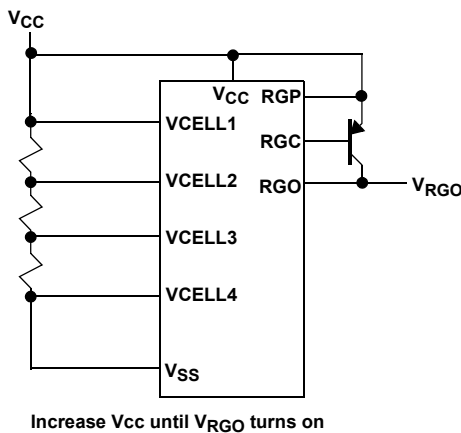 VCC
VCC
RGP
VCELL1
RGC
VCELL2
RGO
VRGO
VCELL3
VCELL4
VSS
Increase Vcc until VRGO turns on